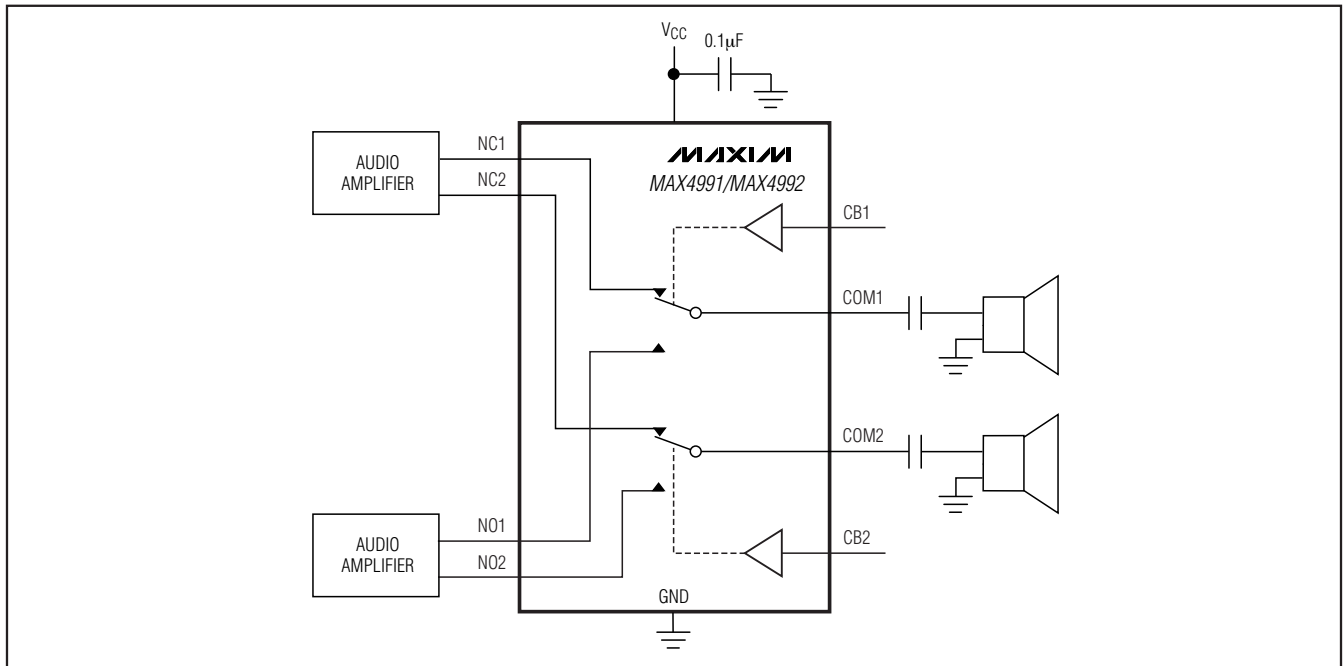 VCC
0.1µF
AUDIO
AMPLIFIER
NC1
NC2
MAXIM
MAX4991/MAX4992
CB1
COM1
COM2
AUDIO
AMPLIFIER
NO1
NO2
CB2
GND